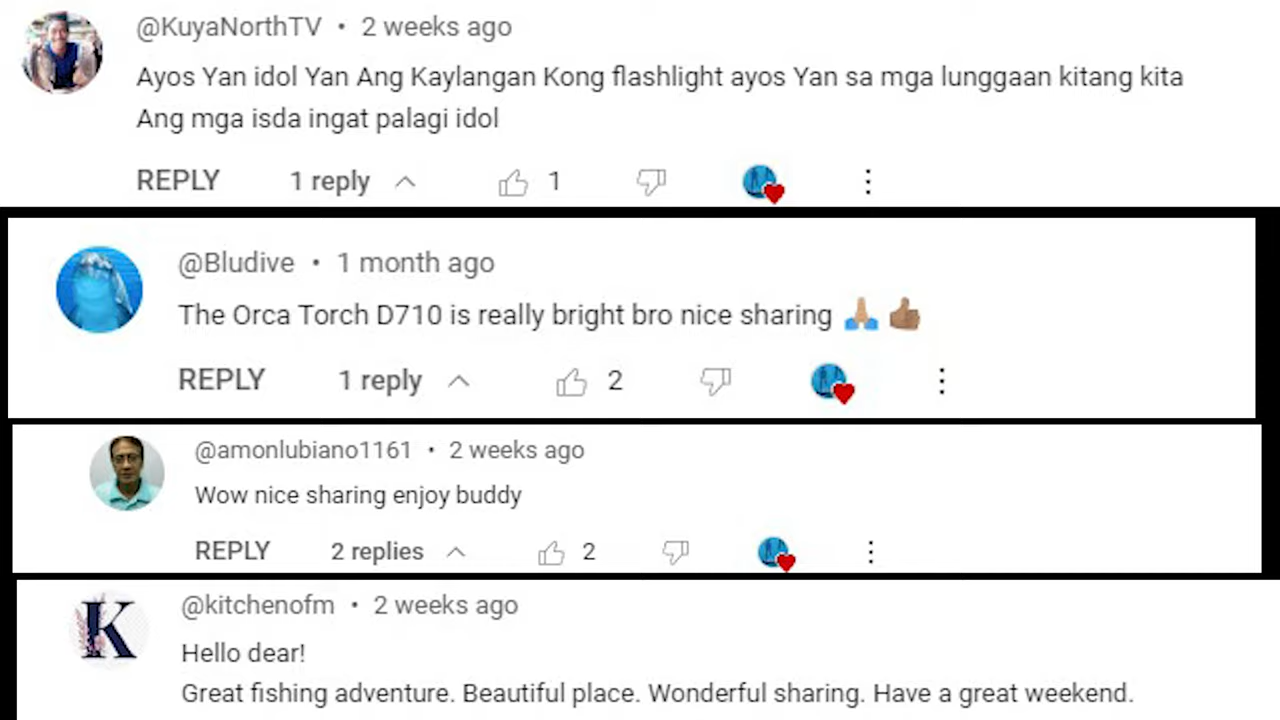 @KuyaNorthTV • 2 weeks ago
Ayos Yan idol Yan Ang Kaylangan Kong flashlight ayos Yan sa mga lunggaan kitang kita
Ang mga isda ingat palagi idol
REPLY 1 reply 1
@Bludive • 1 month ago
The Orca Torch D710 is really bright bro nice sharing 🙏🏼 👍🏽
REPLY 1 reply 2
@amonlubiano1161 • 2 weeks ago
Wow nice sharing enjoy buddy
REPLY 2 replies 2
K
@kitchenofm • 2 weeks ago
Hello dear!
Great fishing adventure. Beautiful place. Wonderful sharing. Have a great weekend.